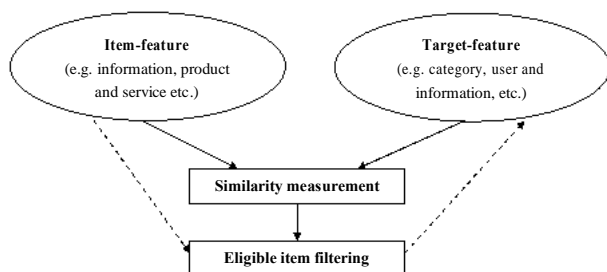 Item-feature
(e.g. information, product
and service etc.)
Target-feature
(e.g. category, user and
information, etc.)
Similarity measurement
Eligible item filtering